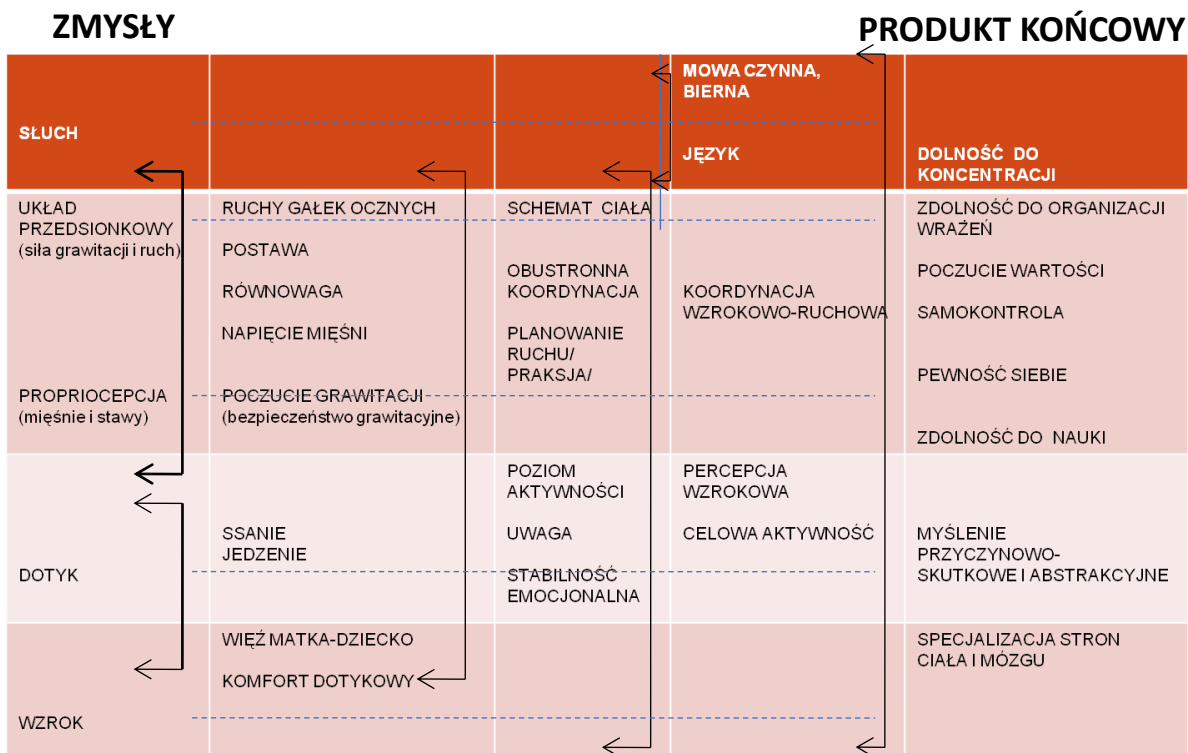 ZMYSŁY
PRODUKT KOŃCOWY
SŁUCH
MOWA CZYNNA,
BIERNA
JĘZYK
DOLNOŚĆ DO
KONCENTRACJI
UKŁAD
PRZEDSIONKOWY
(siła grawitacji i ruch)
PROPRIOCEPCJA
(mięśnie i stawy)
RUCHY GAŁEK OCZNYCH
POSTAWA
RÓWNOWAGA
NAPIĘCIE MIĘŚNI
POCZUCIE GRAWITACJI
(bezpieczeństwo grawitacyjne)
SCHEMAT CIAŁA
OBUSTRONNA
KOORDYNACJA
PLANOWANIE
RUCHU/
PRAKSJA/
KOORDYNACJA
WZROKOWO-RUCHOWA
ZDOLNOŚĆ DO ORGANIZACJI
WRAŻEŃ
POCZUCIE WARTOŚCI
SAMOKONTROLA
PEWNOŚĆ SIEBIE
ZDOLNOŚĆ DO NAUKI
DOTYK
SSANIE
JEDZENIE
POZIOM
AKTYWNOŚCI
UWAGA
STABILNOŚĆ
EMOCJONALNA
PERCEPCJA
WZROKOWA
CELOWA AKTYWNOŚĆ
MYŚLENIE
PRZYCZYNOWO-
SKUTKOWE I ABSTRAKCYJNE
WZROK
WIĘŹ MATKA-DZIECKO
KOMFORT DOTYKOWY
SPECJALIZACJA STRON
CIAŁA I MÓZGU